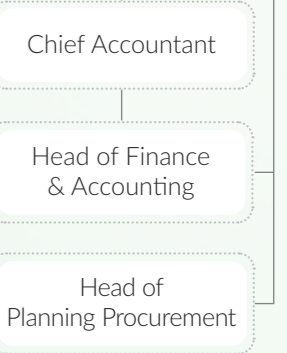 Chief Accountant
Head of Finance
& Accounting
Head of
Planning Procurement